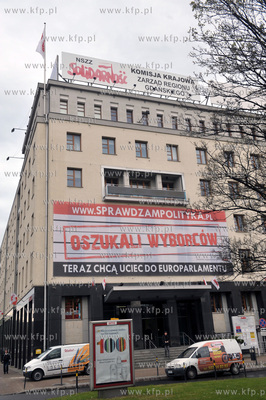 www.kfp.pl
NSZZ
Solidarność
KOMISJA KRAJOWA
ZARZĄD REGIONU
GDAŃSKIEGO
www.SPRAWDZAMPOLITYKA.PL
OSZUKALI WYBORCÓW
TERAZ CHCĄ UCIEC DO EUROPARLAMENTU
100